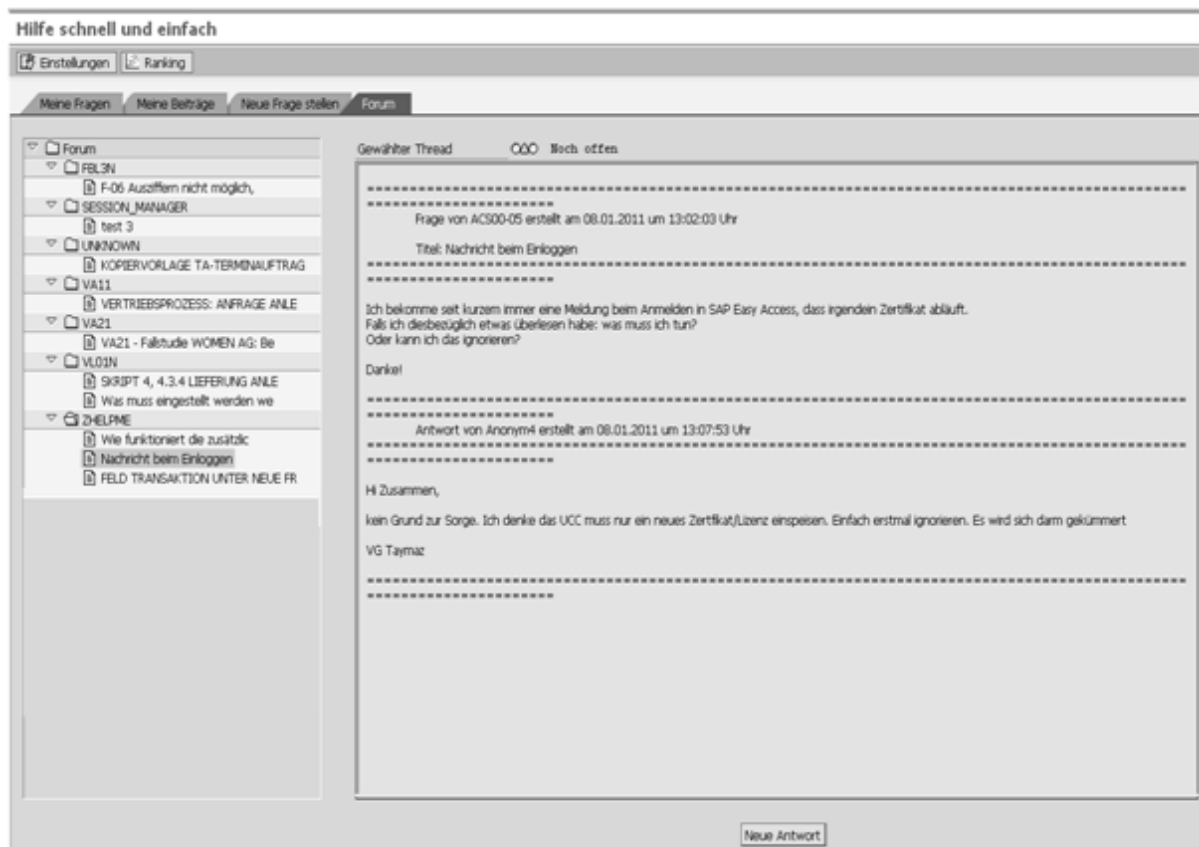 Hilfe schnell und einfach
Einstellungen Ranking
Meine Fragen Meine Beiträge Neue Frage stellen Forum
Forum
FBL3N
F-06 Ausziffern nicht möglich,
SESSION_MANAGER
test 3
UNKNOWN
KOPIERVORLAGE TA-TERMINAUFTRAG
VA11
VERTRIEBSPROZESS: ANFRAGE ANLE
VA21
VA21 - Fallstudie WOMEN AG: Be
VL01N
SKRIPT 4, 4.3.4 LIEFERUNG ANLE
Was muss eingestellt werden we
ZHELPME
Wie funktioniert die zusätzlic
Nachricht beim Einloggen
FELD TRANSAKTION UNTER NEUE FR
Gewählter Thread Noch offen
Frage von ACS00-05 erstellt am 08.01.2011 um 13:02:03 Uhr
Titel: Nachricht beim Einloggen
Ich bekomme seit kurzem immer eine Meldung beim Anmelden in SAP Easy Access, dass irgendein Zertifikat abläuft.
Falls ich diesbezüglich etwas überlesen habe: was muss ich tun?
Oder kann ich das ignorieren?
Danke!
Antwort von Anonym4 erstellt am 08.01.2011 um 13:07:53 Uhr
Hi Zusammen,
kein Grund zur Sorge. Ich denke das UCC muss nur ein neues Zertfikat/Lizenz einspeisen. Einfach erstmal ignorieren. Es wird sich darm gekümmert
VG Taymaz
Neue Antwort